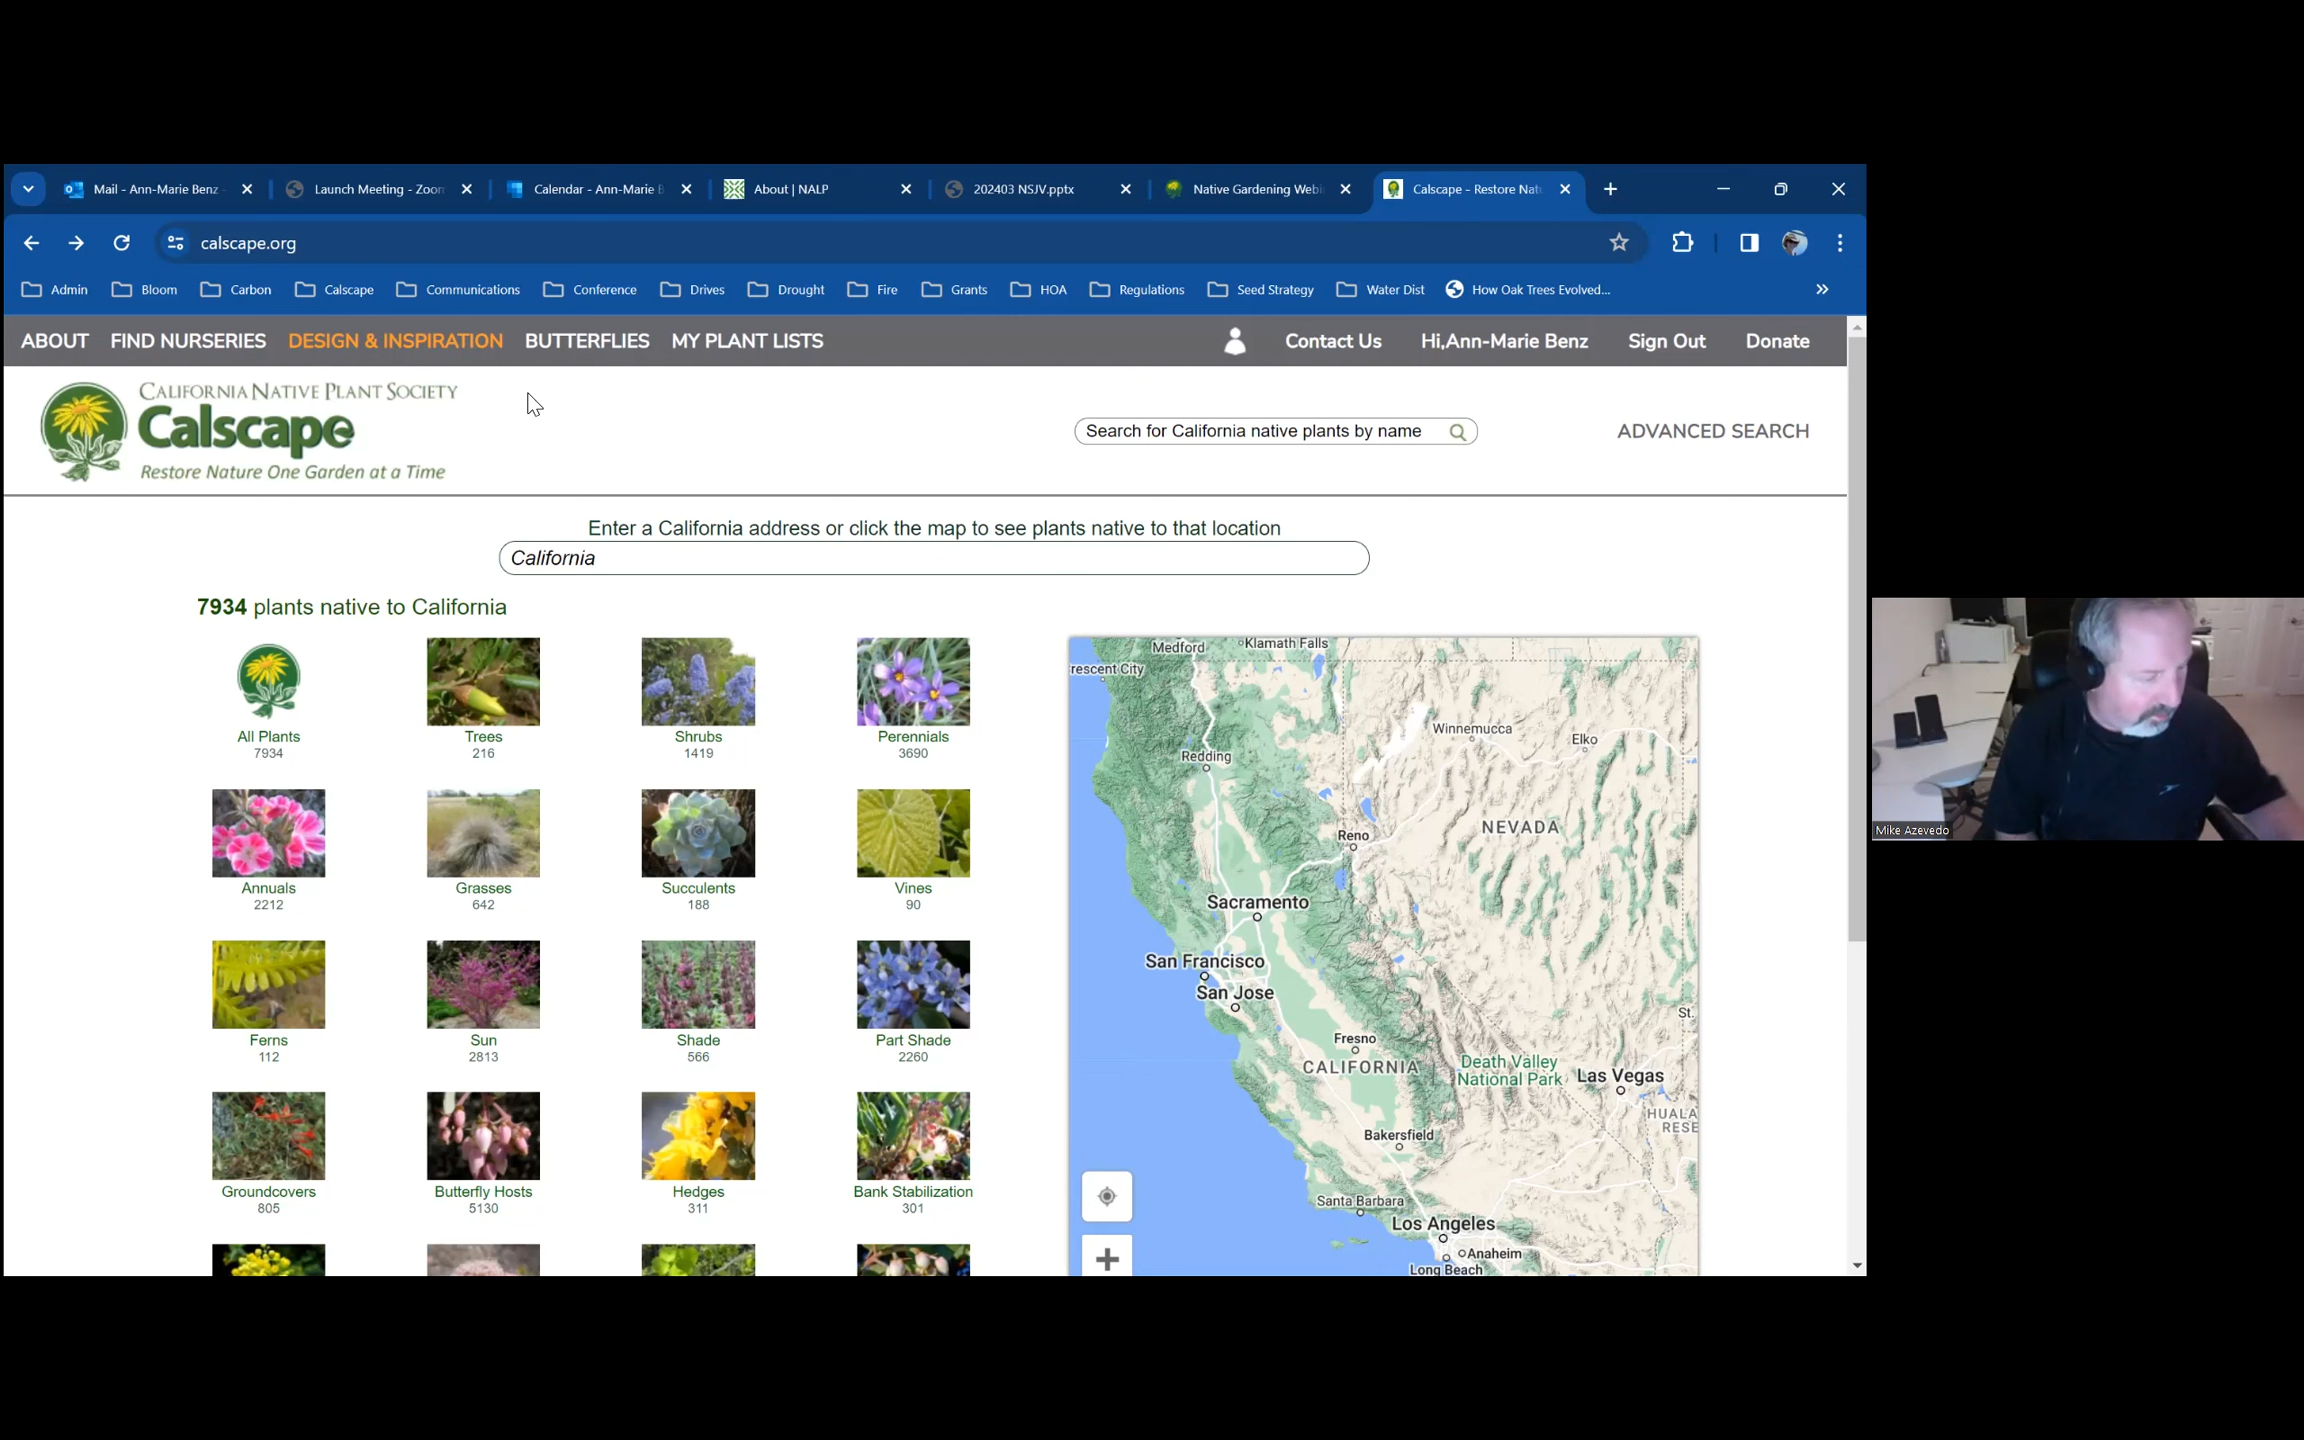 Mail - Ann-Marie Benz -
Launch Meeting - Zoom
Calendar - Ann-Marie B
About | NALP
202403 NSJV.pptx
Native Gardening Webi
Calscape - Restore Nat
calscape.org
Admin
Bloom
Carbon
Calscape
Communications
Conference
Drives
Drought
Fire
Grants
HOA
Regulations
Seed Strategy
Water Dist
How Oak Trees Evolved...
ABOUT
FIND NURSERIES
DESIGN & INSPIRATION
BUTTERFLIES
MY PLANT LISTS
Contact Us
Hi,Ann-Marie Benz
Sign Out
Donate
CALIFORNIA NATIVE PLANT SOCIETY
Calscape
Restore Nature One Garden at a Time
Search for California native plants by name
ADVANCED SEARCH
Enter a California address or click the map to see plants native to that location
California
7934 plants native to California
All Plants
7934
Trees
216
Shrubs
1419
Perennials
3690
Annuals
2212
Grasses
642
Succulents
188
Vines
90
Ferns
112
Sun
2813
Shade
566
Part Shade
2260
Groundcovers
805
Butterfly Hosts
5130
Hedges
311
Bank Stabilization
301
Medford
Klamath Falls
rescent City
Winnemucca
Elko
Redding
Reno
NEVADA
Sacramento
San Francisco
San Jose
St.
Fresno
CALIFORNIA
Death Valley
National Park
Las Vegas
HUALA
RESE
Bakersfield
Santa Barbara
Los Angeles
Anaheim
Long Beach
Mike Azevedo